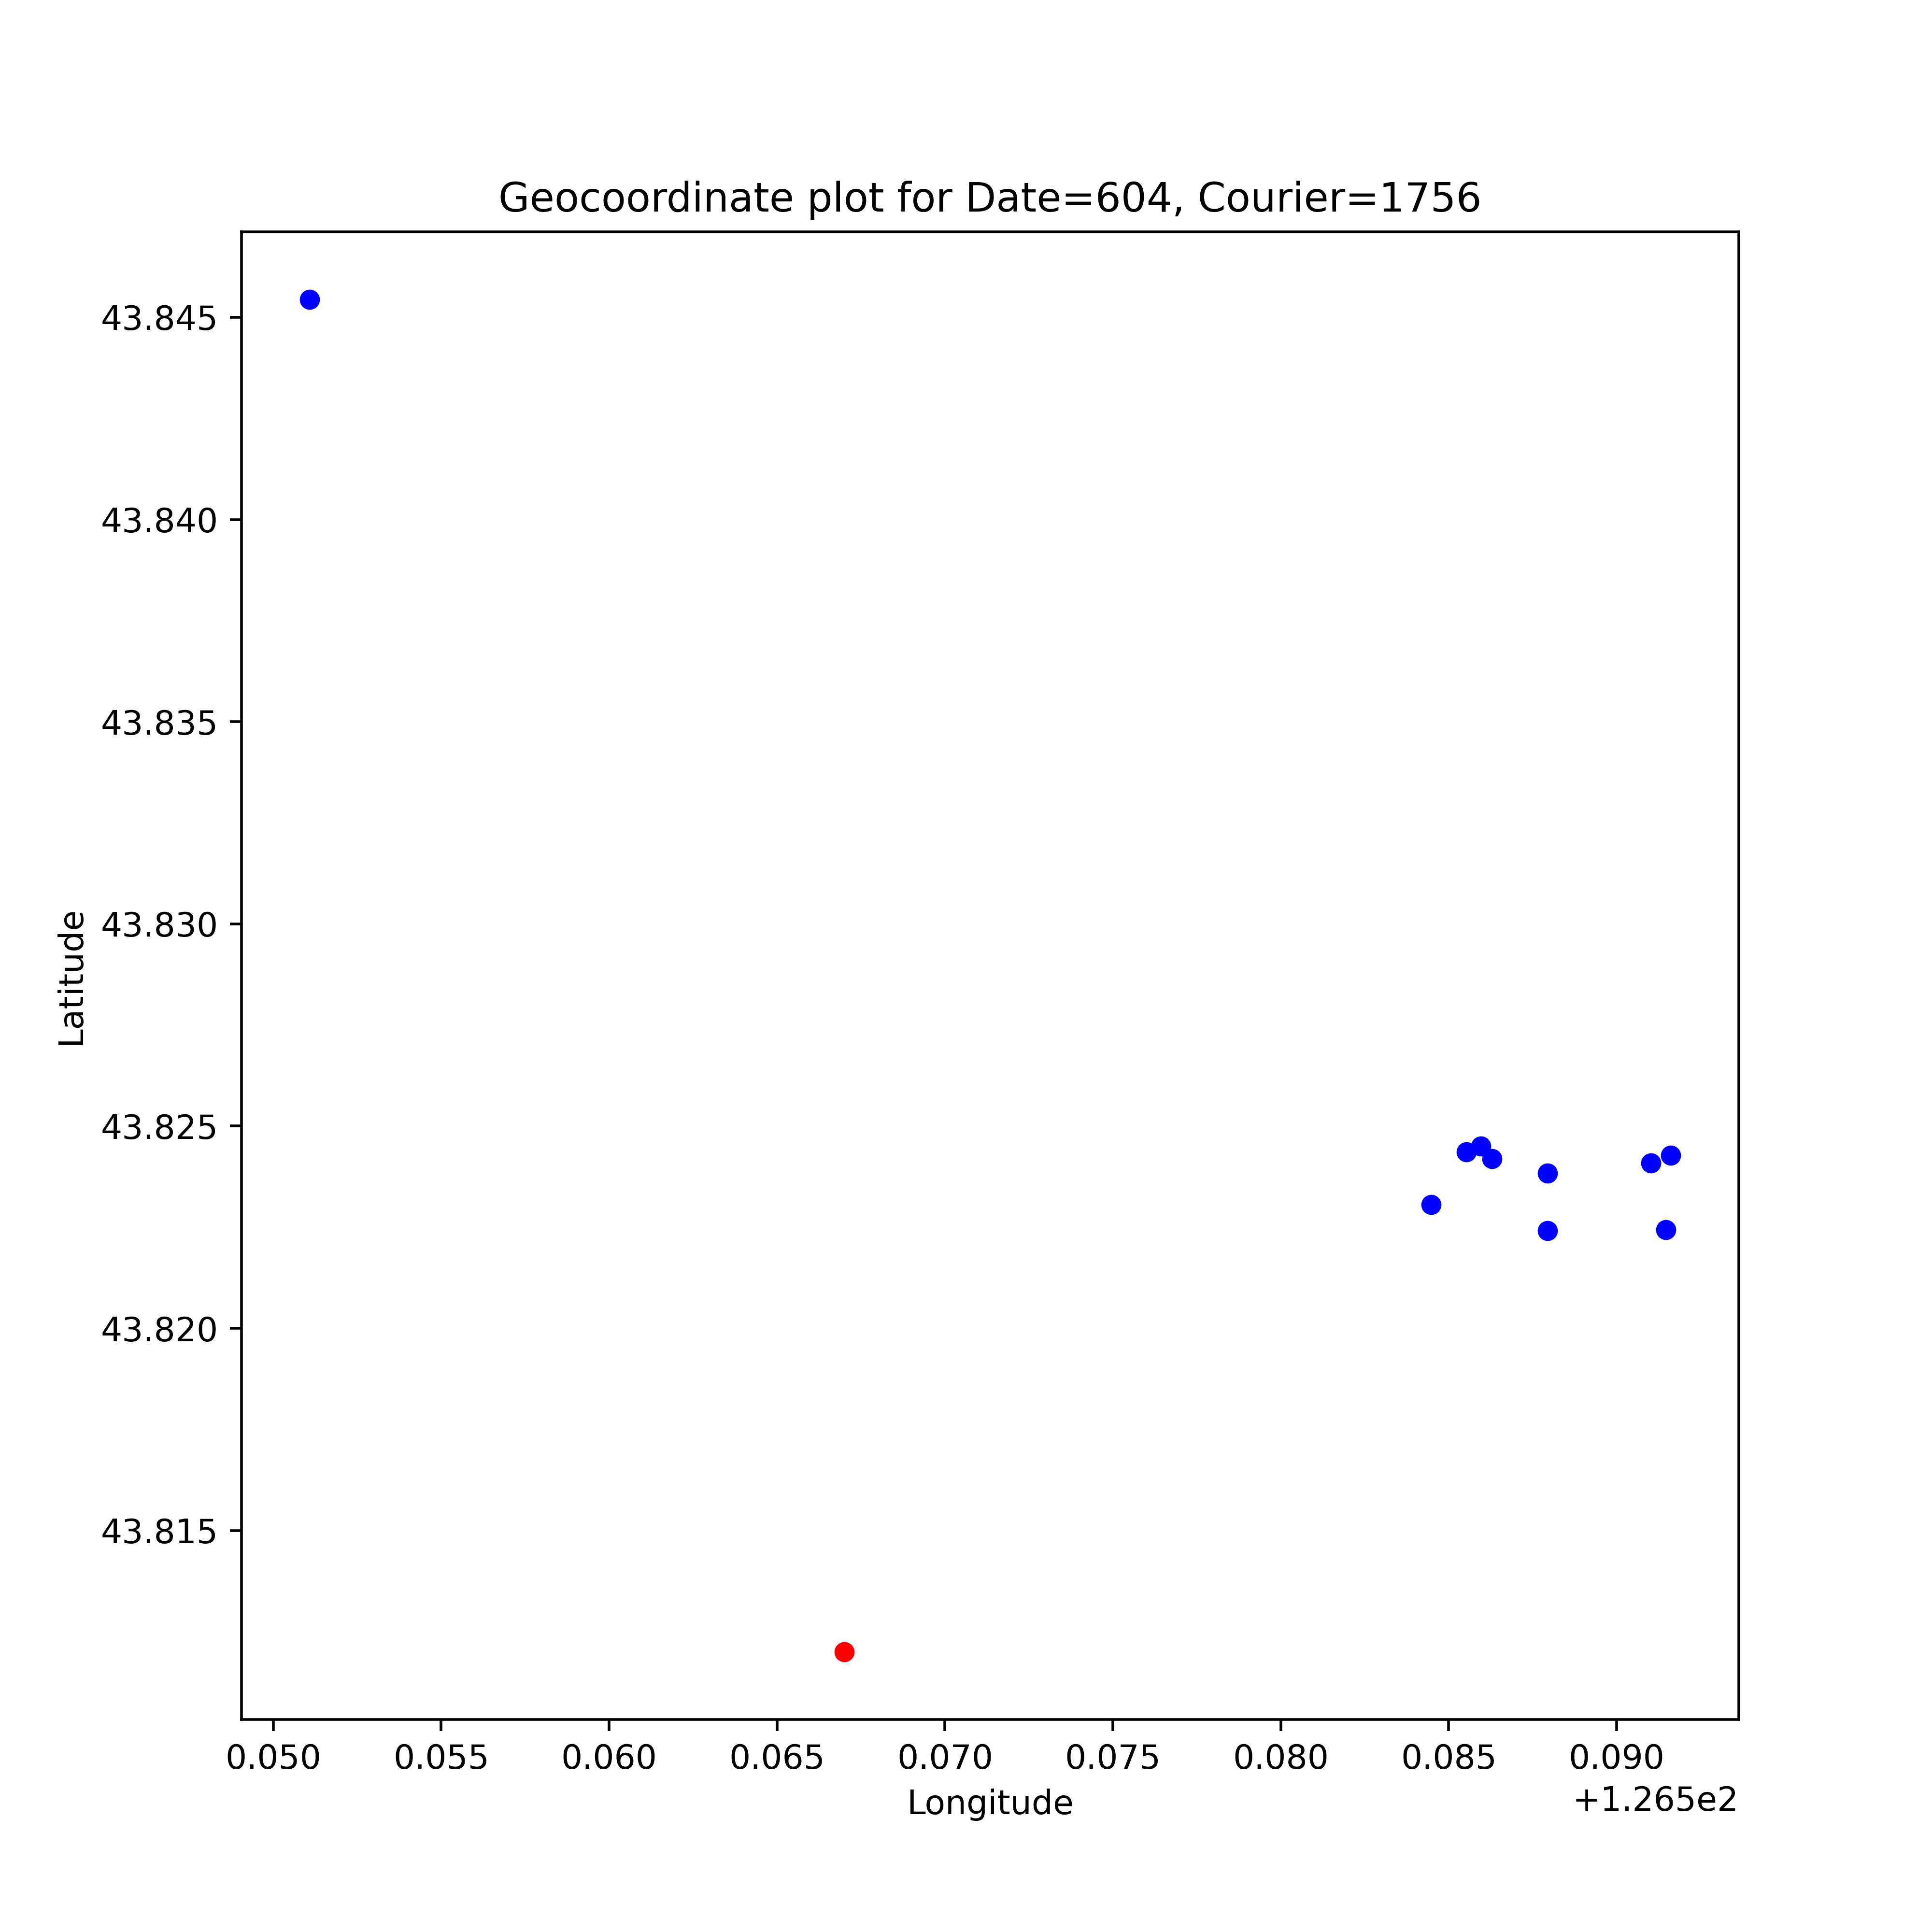 Geocoordinate plot for Date=604, Courier=1756
Latitude
43.845
43.840
43.835
43.830
43.825
43.820
43.815
0.050 0.055 0.060 0.065 0.070 0.075 0.080 0.085 0.090
+1.265e2
Longitude